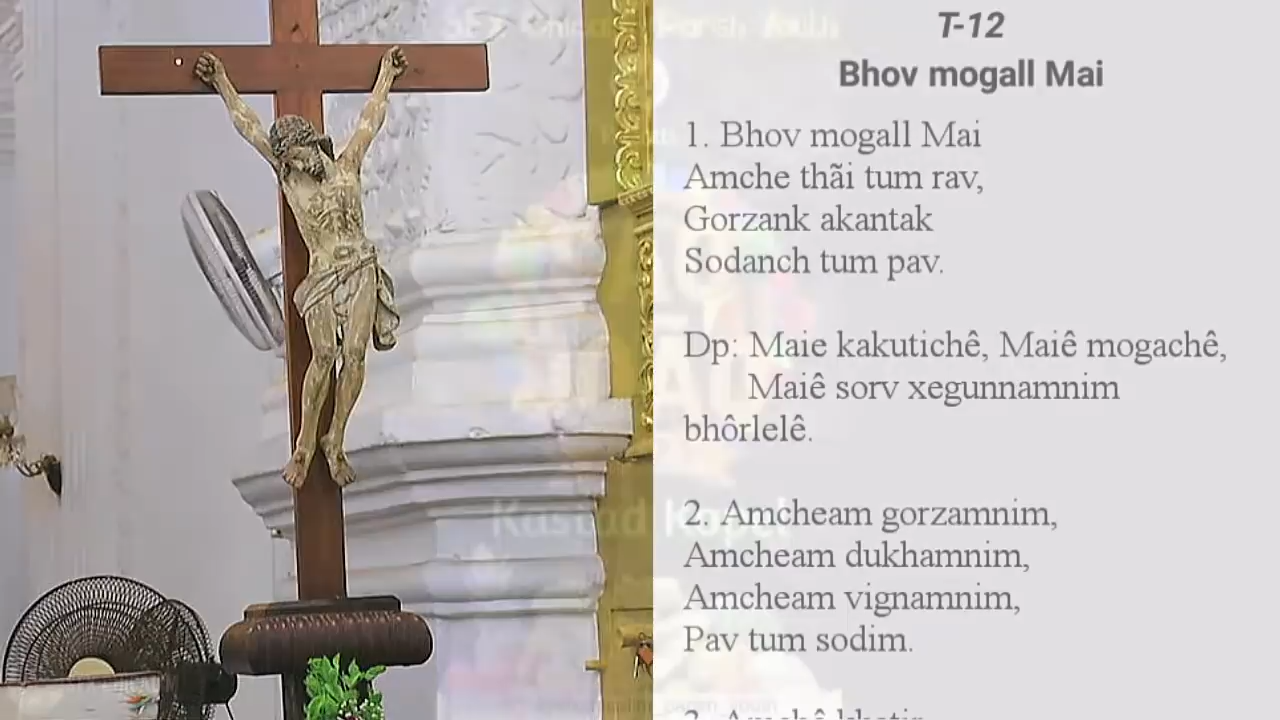 T-12
Bhov mogall Mai
1. Bhov mogall Mai
Amche thãi tum rav,
Gorzank akantak
Sodanch tum pav.
Dp: Maie kakutichê, Maiê mogachê,
Maiê sorv xegunnamnim
bhôrlelê.
2. Amcheam gorzamnim,
Amcheam dukhamnim,
Amcheam vignamnim,
Pav tum sodim.